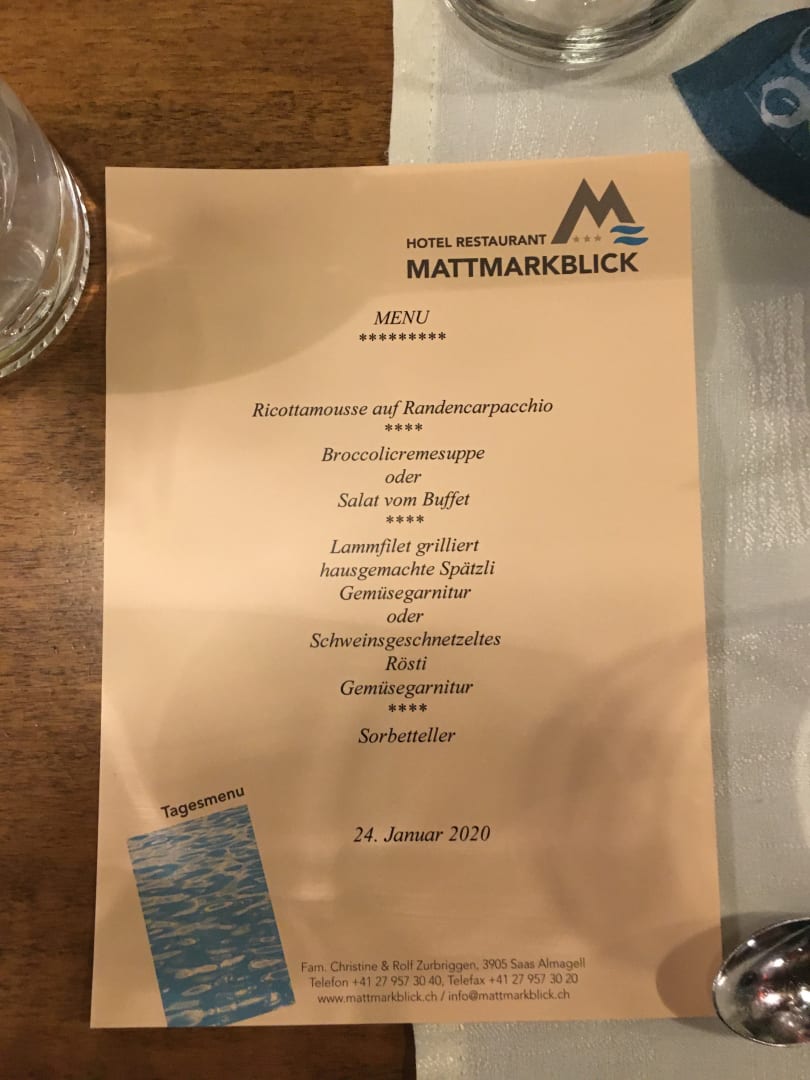 HOTEL RESTAURANT
MATTMARKBLICK
MENU
*********
Ricottamousse auf Randencarpacchio
****
Broccolicremesuppe
oder
Salat vom Buffet
****
Lammfilet grilliert
hausgemachte Spätzli
Gemüsegarnitur
oder
Schweinsgeschnetzeltes
Rösti
Gemüsegarnitur
****
Sorbetteller
Tagesmenu
24. Januar 2020
Fam. Christine & Rolf Zurbriggen, 3905 Saas Almagell
Telefon +41 27 957 30 40, Telefax +41 27 957 30 20
www.mattmarkblick.ch / info@mattmarkblick.ch